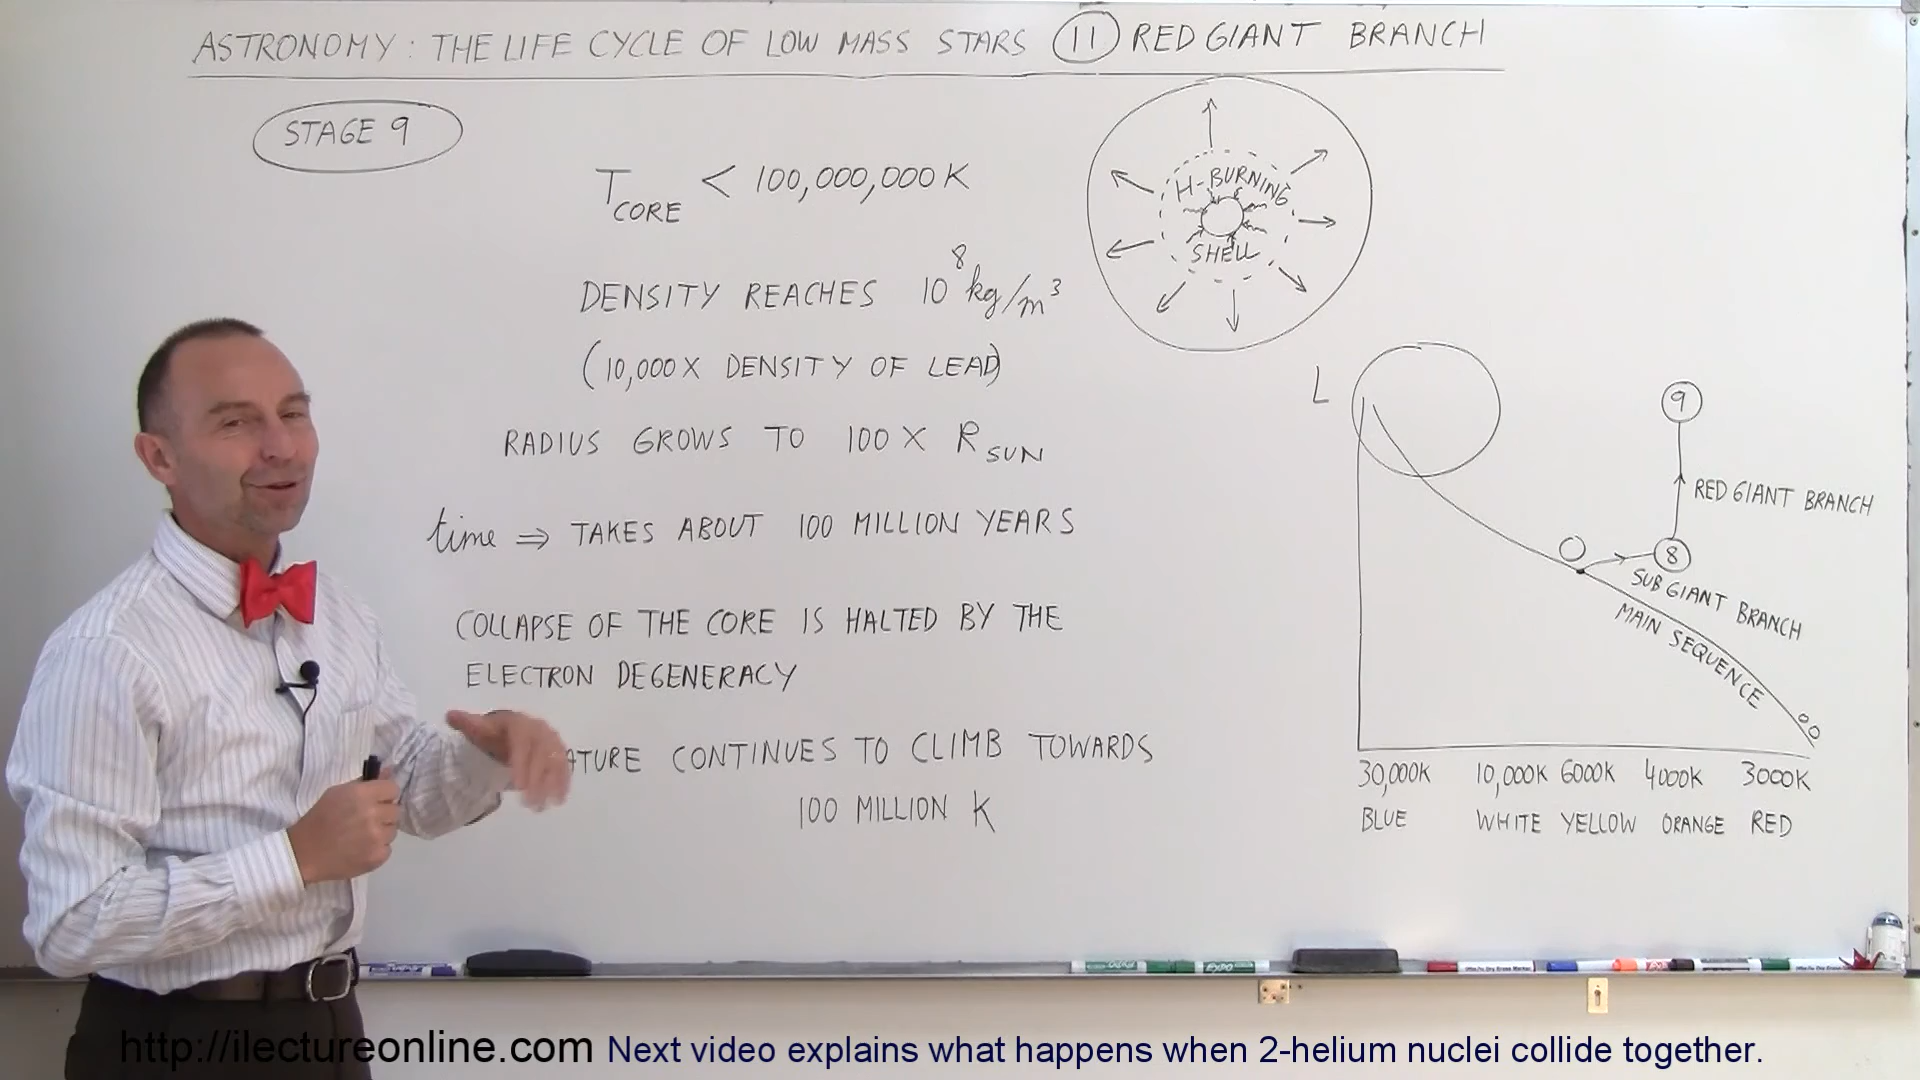 ASTRONOMY: THE LIFE CYCLE OF LOW MASS STARS 11 RED GIANT BRANCH
STAGE 9
T CORE < 100,000,000 K
DENSITY REACHES 10⁸ kg/m³
(10,000 X DENSITY OF LEAD)
RADIUS GROWS TO 100 X R SUN
time ⇒ TAKES ABOUT 100 MILLION YEARS
COLLAPSE OF THE CORE IS HALTED BY THE
ELECTRON DEGENERACY
ATURE CONTINUES TO CLIMB TOWARDS
100 MILLION K
H-BURNING
SHELL
L
9
RED GIANT BRANCH
8
SUB GIANT BRANCH
MAIN SEQUENCE
30,000K 10,000K 6000K 4000K 3000K
BLUE WHITE YELLOW ORANGE RED
EXPO
http://ilectureonline.com Next video explains what happens when 2-helium nuclei collide together.